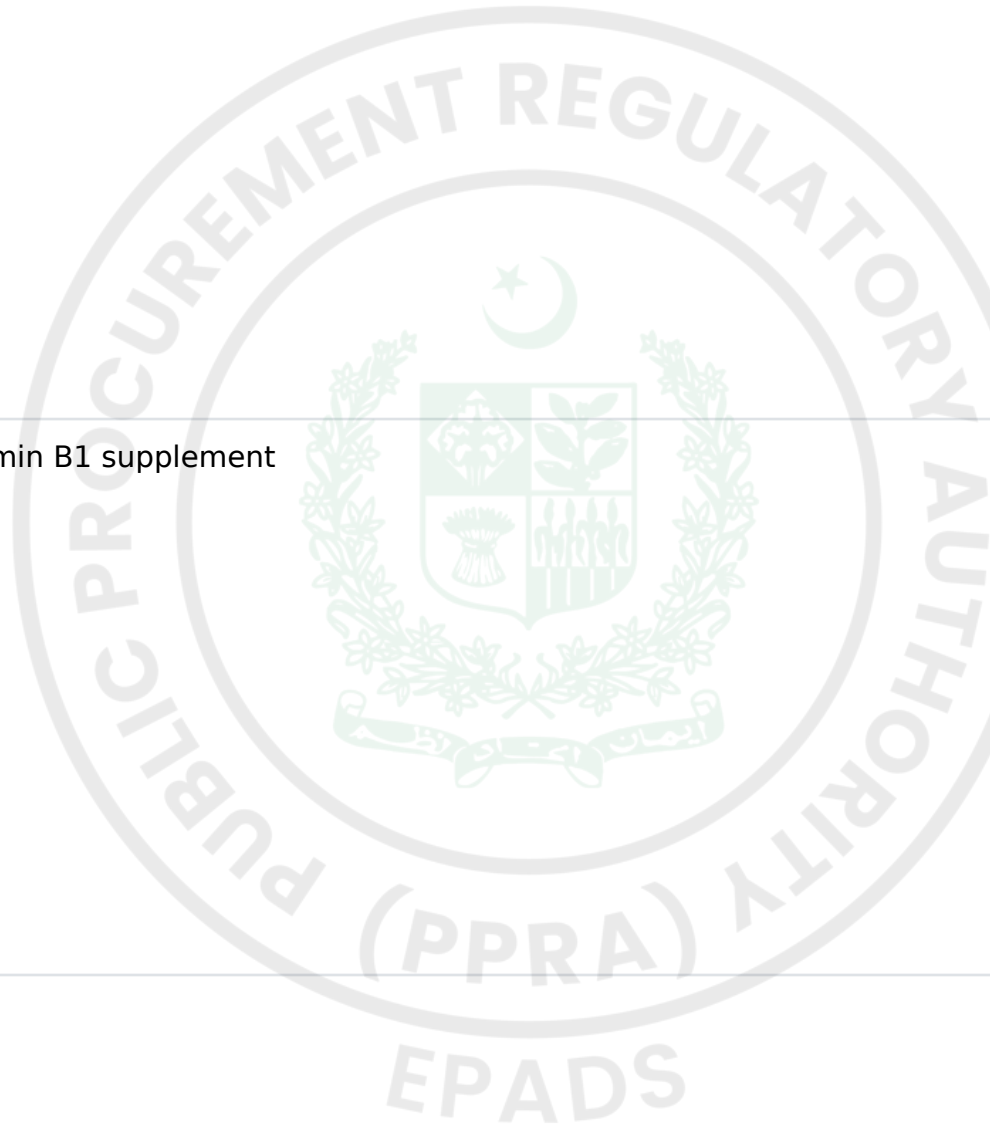 PUBLIC PROCUREMENT REGULATORY AUTHORITY
min B1 supplement
(PPRA)
EPADS